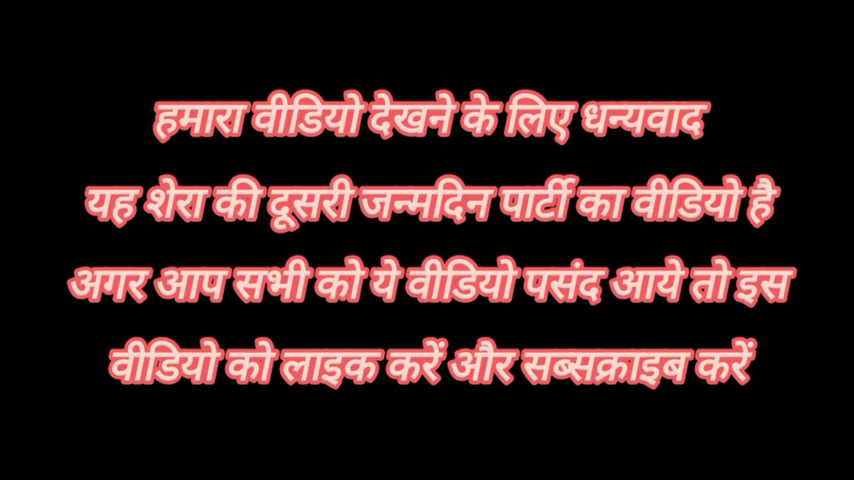 हमारा वीडियो देखने के लिए धन्यवाद
यह शेरा की दूसरी जन्मदिन पार्टी का वीडियो है
अगर आप सभी को ये वीडियो पसंद आये तो इस
वीडियो को लाइक करें और सब्सक्राइब करें